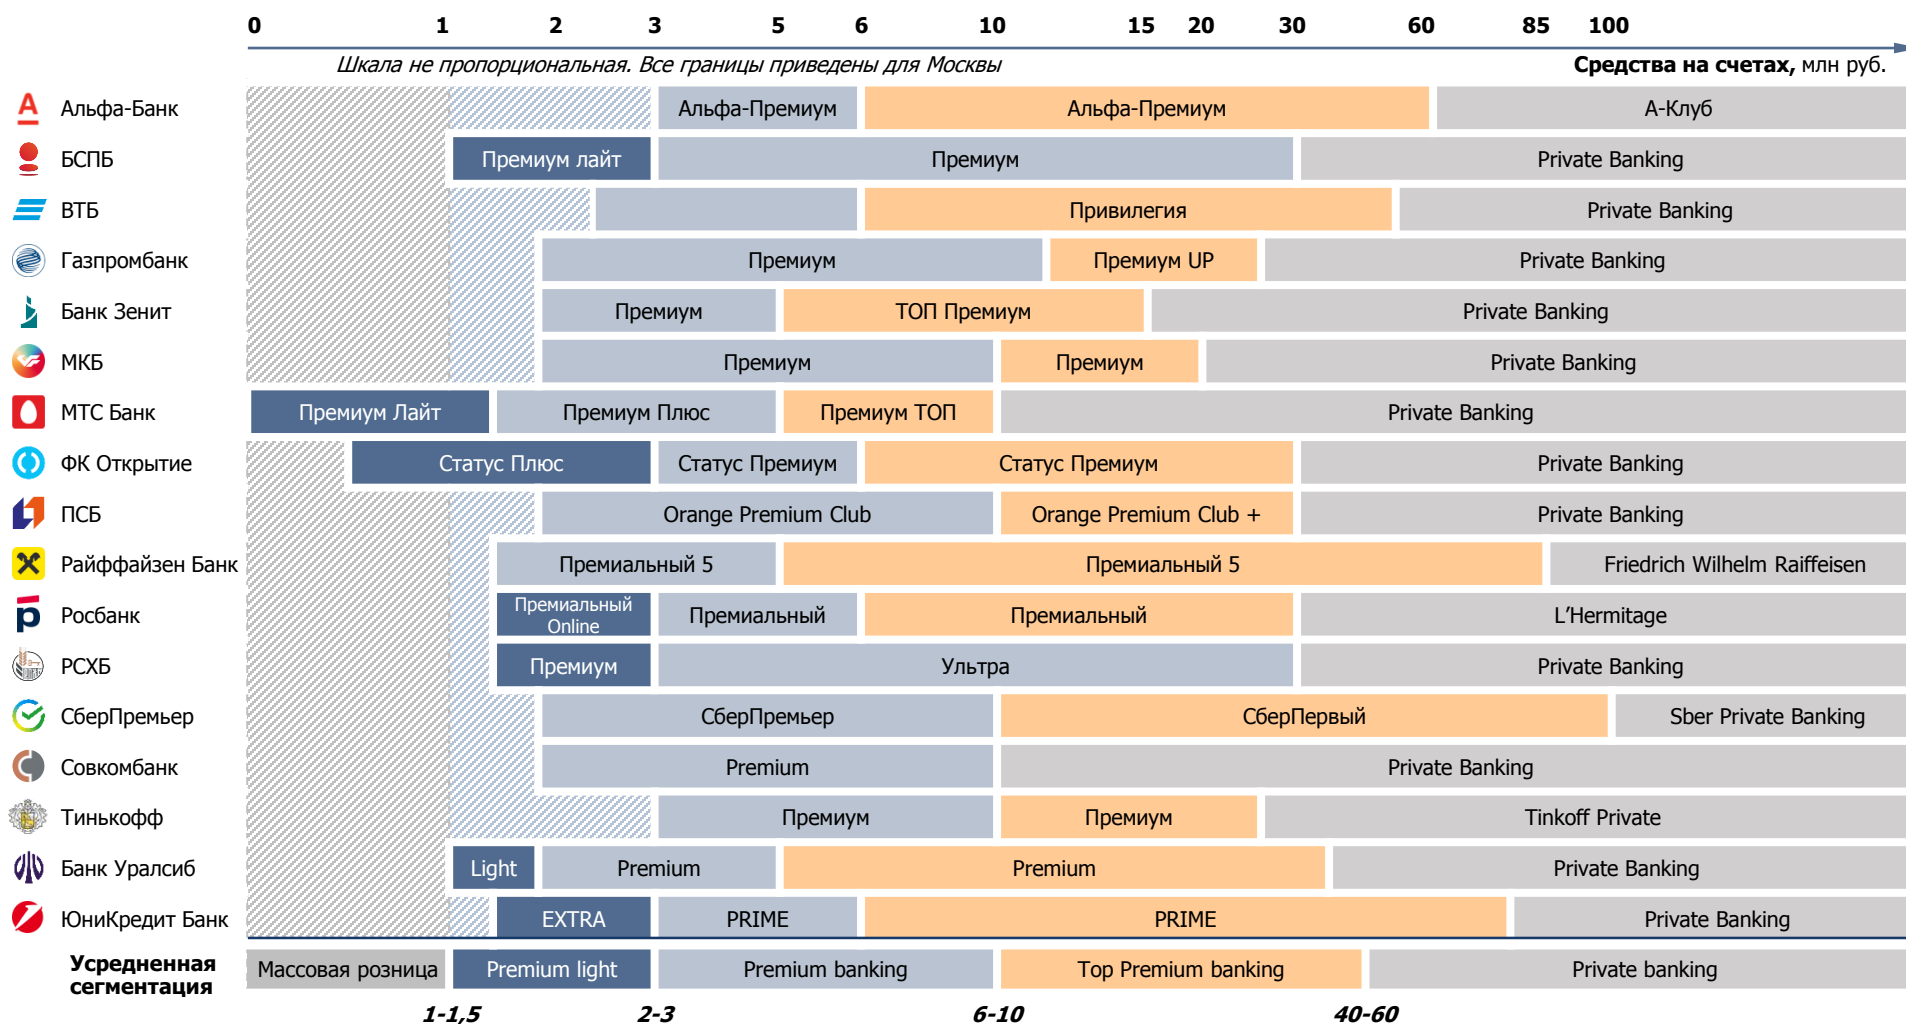 0 1 2 3 5 6 10 15 20 30 60 85 100
Шкала не пропорциональная. Все границы приведены для Москвы
Средства на счетах, млн руб.
Альфа-Банк Альфа-Премиум Альфа-Премиум А-Клуб
БСПБ Премиум лайт Премиум Private Banking
ВТБ Привилегия Private Banking
Газпромбанк Премиум Премиум UP Private Banking
Банк Зенит Премиум ТОП Премиум Private Banking
МКБ Премиум Премиум Private Banking
МТС Банк Премиум Лайт Премиум Плюс Премиум ТОП Private Banking
ФК Открытие Статус Плюс Статус Премиум Статус Премиум Private Banking
ПСБ Orange Premium Club Orange Premium Club + Private Banking
Райффайзен Банк Премиальный 5 Премиальный 5 Friedrich Wilhelm Raiffeisen
Росбанк Премиальный
Online Премиальный Премиальный L’Hermitage
РСХБ Премиум Ультра Private Banking
СберПремьер СберПремьер СберПервый Sber Private Banking
Совкомбанк Premium Private Banking
Тинькофф Премиум Премиум Tinkoff Private
Банк Уралсиб Light Premium Premium Private Banking
ЮниКредит Банк EXTRA PRIME PRIME Private Banking
Усредненная
сегментация Массовая розница Premium light Premium banking Top Premium banking Private banking
1-1,5 2-3 6-10 40-60